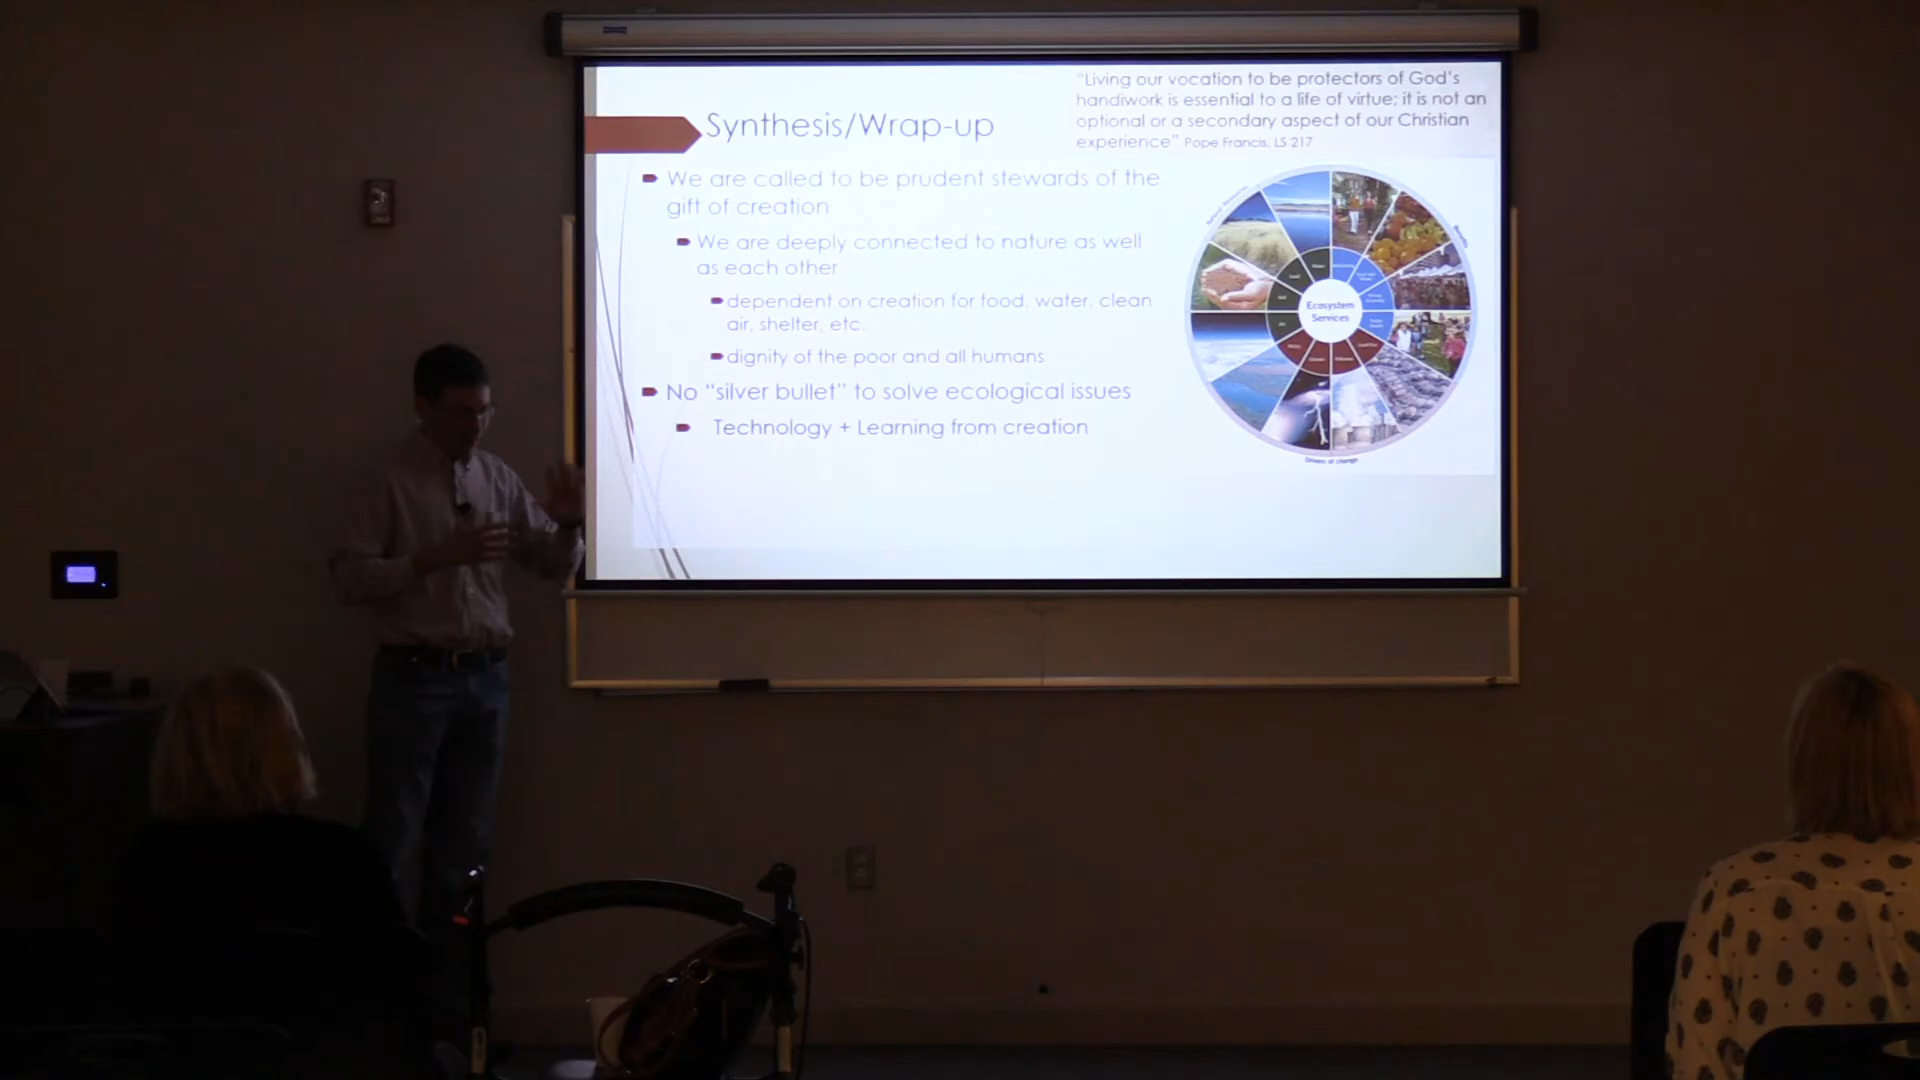 "Living our vocation to be protectors of God's
handiwork is essential to a life of virtue; it is not an
optional or a secondary aspect of our Christian
experience" Pope Francis, LS 217
Synthesis/Wrap-up
We are called to be prudent stewards of the
gift of creation
We are deeply connected to nature as well
as each other
dependent on creation for food, water, clean
air, shelter, etc.
dignity of the poor and all humans
No "silver bullet" to solve ecological issues
Technology + Learning from creation
Ecosystem
Services
Drivers of change